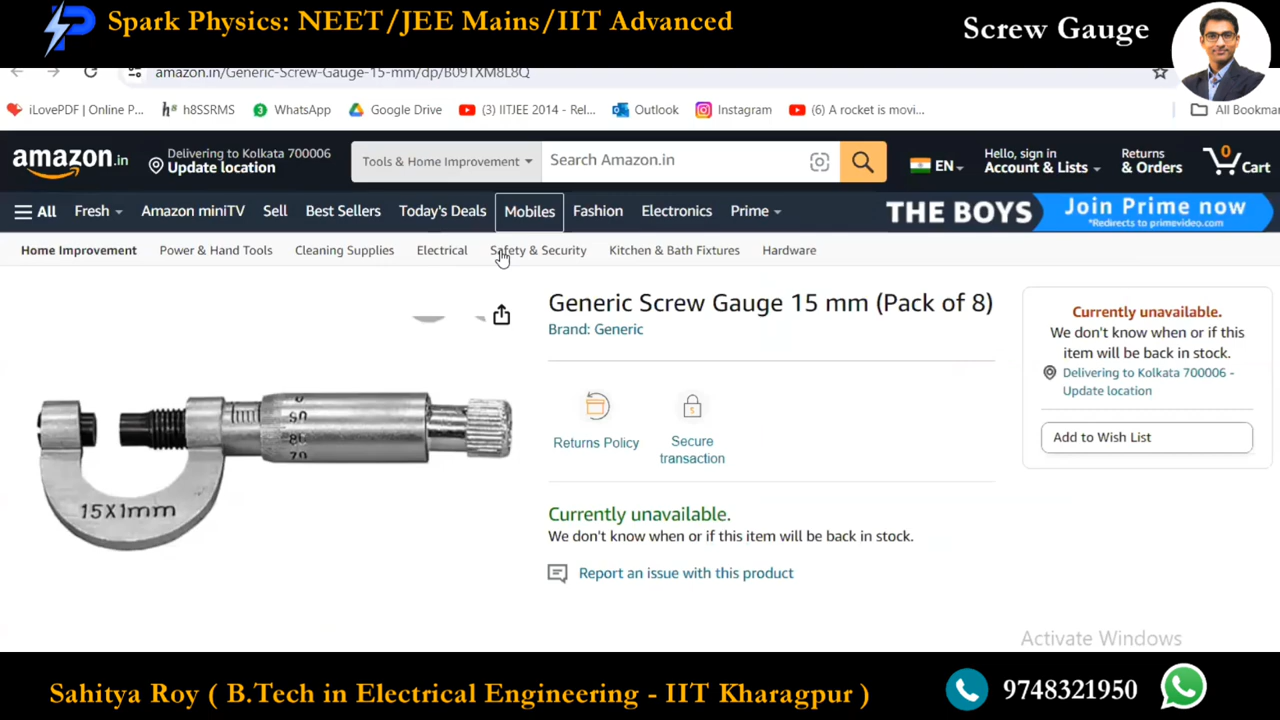 Spark Physics: NEET/JEE Mains/IIT Advanced
Screw Gauge
amazon.in/Generic-Screw-Gauge-15-mm/dp/B09TXM8L8Q
iLovePDF | Online P...
h8SSRMS
WhatsApp
Google Drive
(3) IITJEE 2014 - Rel...
Outlook
Instagram
(6) A rocket is movi...
All Bookmar
amazon.in
Delivering to Kolkata 700006
Update location
Tools & Home Improvement
Search Amazon.in
EN
Hello, sign in
Account & Lists
Returns
& Orders
0
Cart
All
Fresh
Amazon miniTV
Sell
Best Sellers
Today's Deals
Mobiles
Fashion
Electronics
Prime
THE BOYS
Join Prime now
*Redirects to primevideo.com
Home Improvement
Power & Hand Tools
Cleaning Supplies
Electrical
Safety & Security
Kitchen & Bath Fixtures
Hardware
Generic Screw Gauge 15 mm (Pack of 8)
Brand: Generic
Returns Policy
Secure
transaction
Currently unavailable.
We don't know when or if this item will be back in stock.
Report an issue with this product
Currently unavailable.
We don't know when or if this
item will be back in stock.
Delivering to Kolkata 700006 -
Update location
Add to Wish List
15X1mm
70
Activate Windows
Sahitya Roy ( B.Tech in Electrical Engineering - IIT Kharagpur )
9748321950